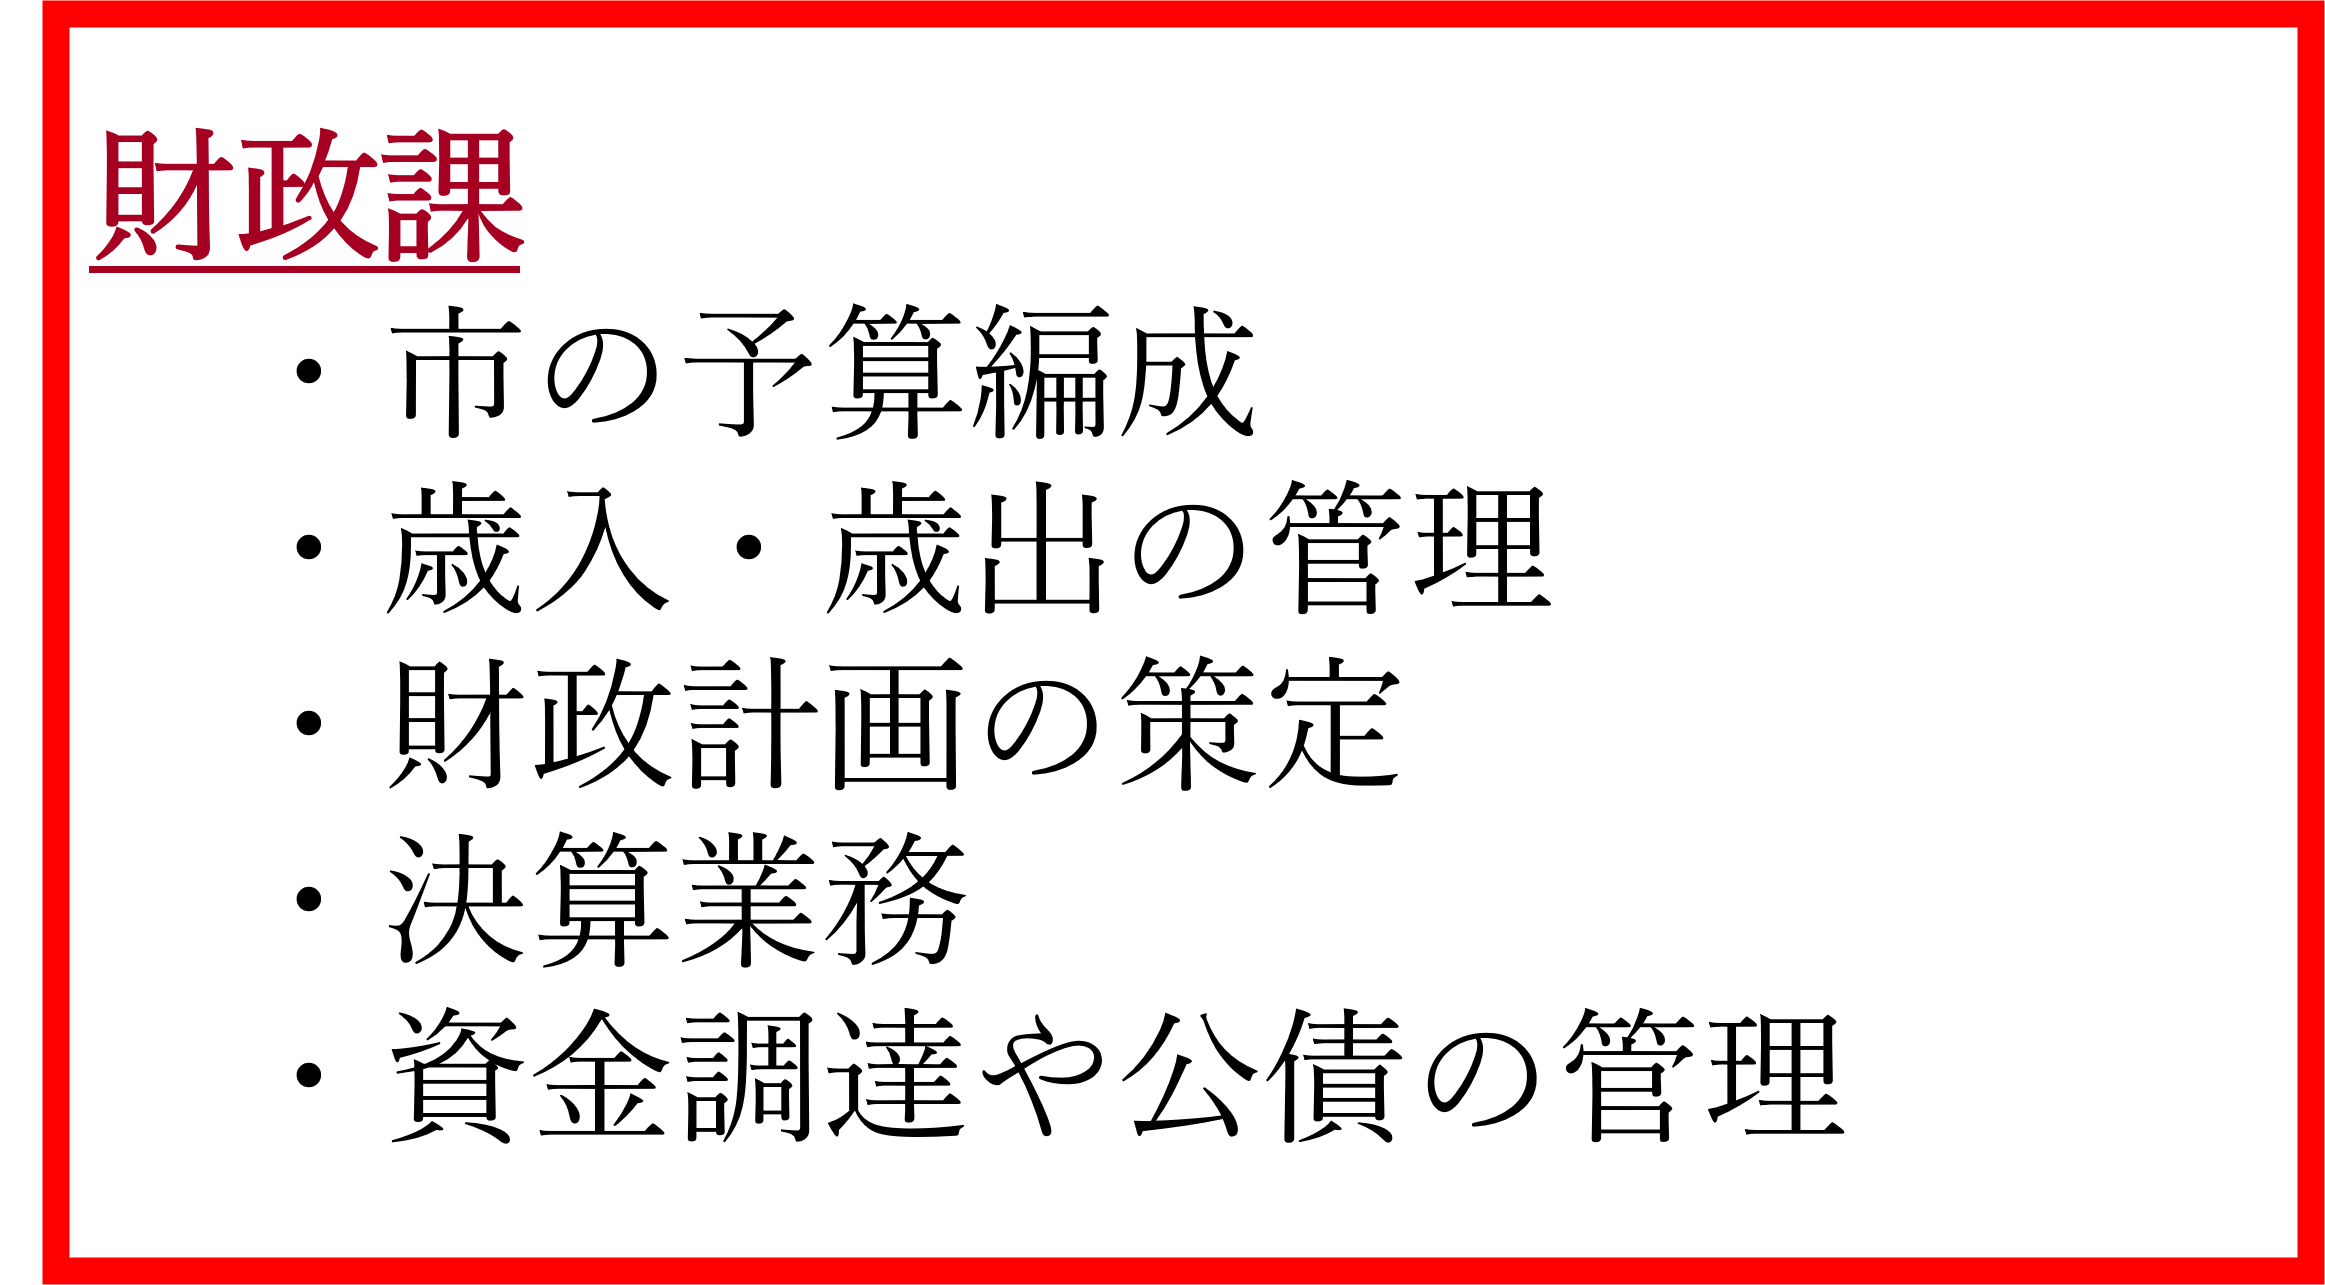 財政課
・市の予算編成
・歳入・歳出の管理
・財政計画の策定
・決算業務
・資金調達や公債の管理